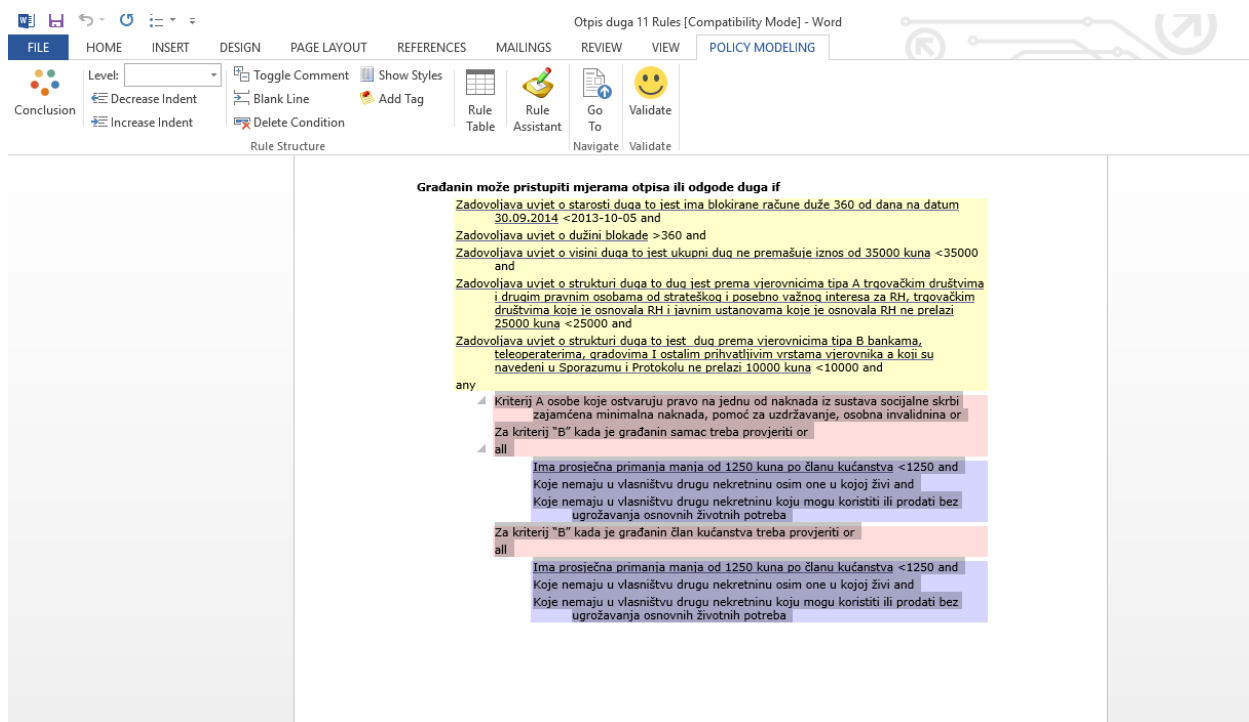 Otpis duga 11 Rules [Compatibility Mode] - Word
FILE HOME INSERT DESIGN PAGE LAYOUT REFERENCES MAILINGS REVIEW VIEW POLICY MODELING
Level: Toggle Comment Show Styles
Conclusion Decrease Indent Blank Line Add Tag Rule Table Rule Assistant Go To Validate
Increase Indent Delete Condition
Rule Structure Navigate Validate
Građanin može pristupiti mjerama otpisa ili odgode duga if
Zadovoljava uvjet o starosti duga to jest ima blokirane račune duže 360 od dana na datum
30.09.2014 <2013-10-05 and
Zadovoljava uvjet o dužini blokade >360 and
Zadovoljava uvjet o visini duga to jest ukupni dug ne premašuje iznos od 35000 kuna <35000
and
Zadovoljava uvjet o strukturi duga to dug jest prema vjerovnicima tipa A trgovačkim društvima
i drugim pravnim osobama od strateškog i posebno važnog interesa za RH, trgovačkim
društvima koje je osnovala RH i javnim ustanovama koje je osnovala RH ne prelazi
25000 kuna <25000 and
Zadovoljava uvjet o strukturi duga to jest dug prema vjerovnicima tipa B bankama,
teleoperaterima, gradovima I ostalim prihvatljivim vrstama vjerovnika a koji su
navedeni u Sporazumu i Protokolu ne prelazi 10000 kuna <10000 and
any
Kriterij A osobe koje ostvaruju pravo na jednu od naknada iz sustava socijalne skrbi
zajamćena minimalna naknada, pomoć za uzdržavanje, osobna invalidnina or
Za kriterij “B” kada je građanin samac treba provjeriti or
all
Ima prosječna primanja manja od 1250 kuna po članu kućanstva <1250 and
Koje nemaju u vlasništvu drugu nekretninu osim one u kojoj živi and
Koje nemaju u vlasništvu drugu nekretninu koju mogu koristiti ili prodati bez
ugrožavanja osnovnih životnih potreba
Za kriterij “B” kada je građanin član kućanstva treba provjeriti or
all
Ima prosječna primanja manja od 1250 kuna po članu kućanstva <1250 and
Koje nemaju u vlasništvu drugu nekretninu osim one u kojoj živi and
Koje nemaju u vlasništvu drugu nekretninu koju mogu koristiti ili prodati bez
ugrožavanja osnovnih životnih potreba